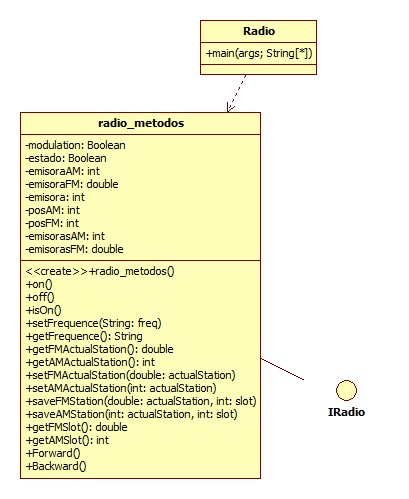 Radio
+main(args; String[*])
radio_metodos
-modulation: Boolean
-estado: Boolean
-emisoraAM: int
-emisoraFM: double
-emisora: int
-posAM: int
-posFM: int
-emisorasAM: int
-emisorasFM: double
<<create>>+radio_metodos()
+on()
+off()
+isOn()
+setFrequence(String: freq)
+getFrequence(): String
+getFMActualStation(): double
+getAMActualStation(): int
+setFMActualStation(double: actualStation)
+setAMActualStation(int: actualStation)
+saveFMStation(double: actualStation, int: slot)
+saveAMStation(int: actualStation, int: slot)
+getFMSlot(): double
+getAMSlot(): int
+Forward()
+Backward()
IRadio